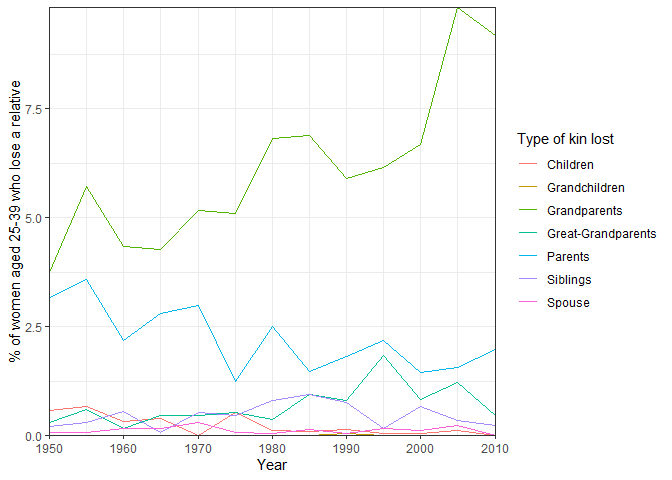 % of women aged 25-39 who lose a relative
7.5
5.0
2.5
0.0
1950
1960
1970
1980
1990
2000
2010
Year
Type of kin lost
Children
Grandchildren
Grandparents
Great-Grandparents
Parents
Siblings
Spouse